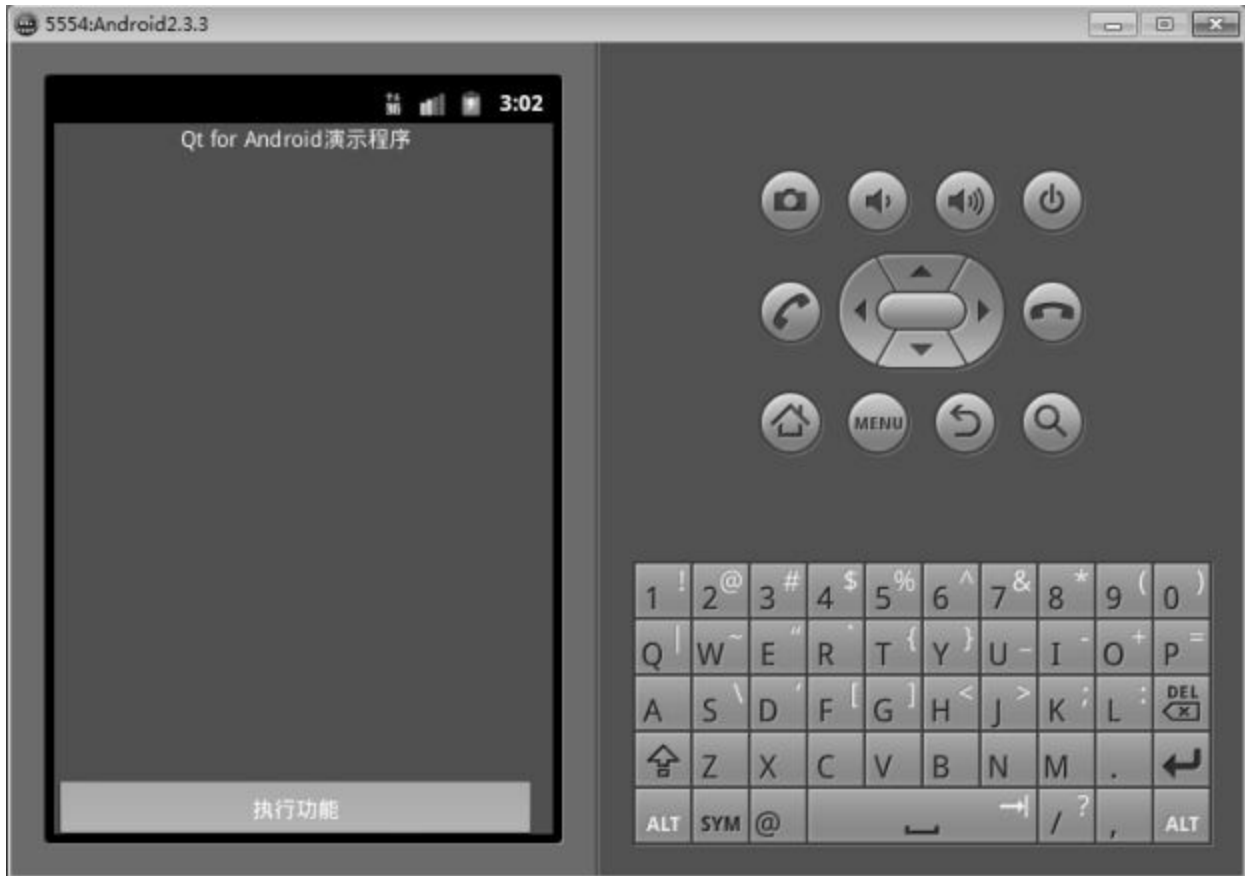 5554:Android2.3.3
3G 3:02
Qt for Android演示程序
执行功能
MENU
1 ! 2 @ 3 # 4 $ 5 % 6 ^ 7 & 8 * 9 ( 0 )
Q | W ~ E " R ` T { Y } U _ I - O + P =
A S \ D ' F [ G ] H < J > K ; L : DEL
Z X C V B N M .
ALT SYM @ / ? , ALT